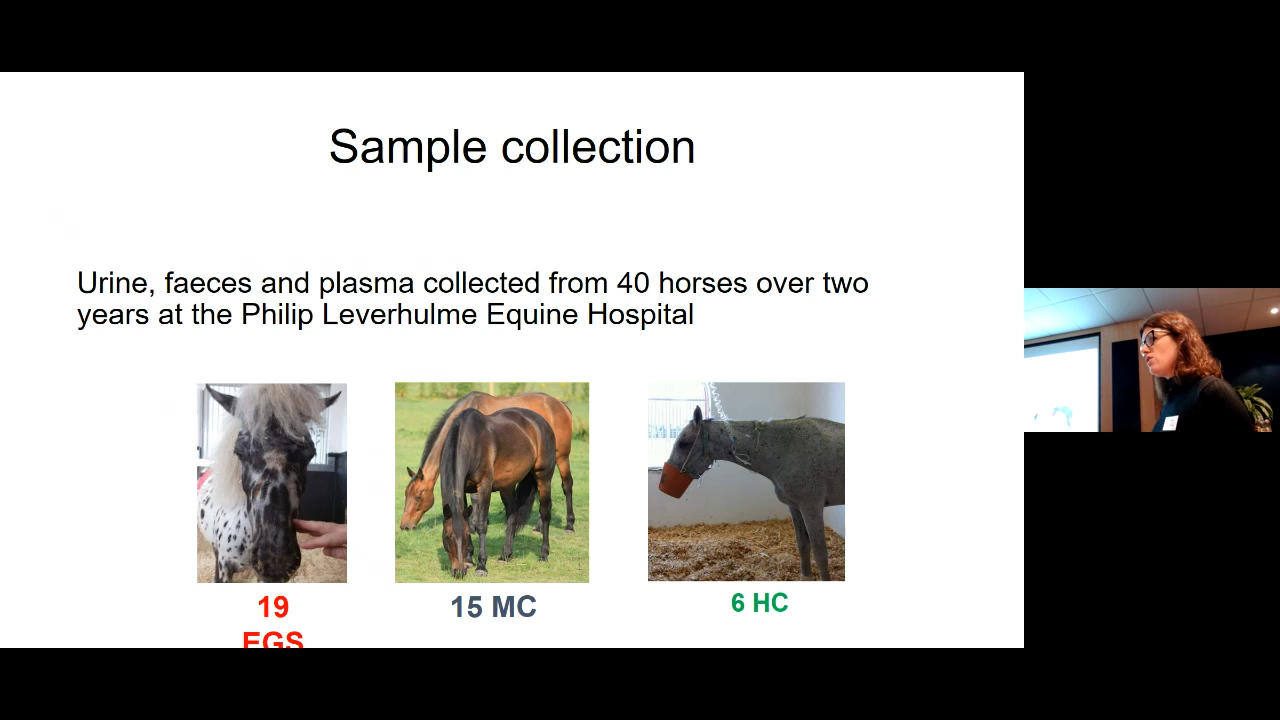 Sample collection
Urine, faeces and plasma collected from 40 horses over two
years at the Philip Leverhulme Equine Hospital
19
EGS
15 MC
6 HC